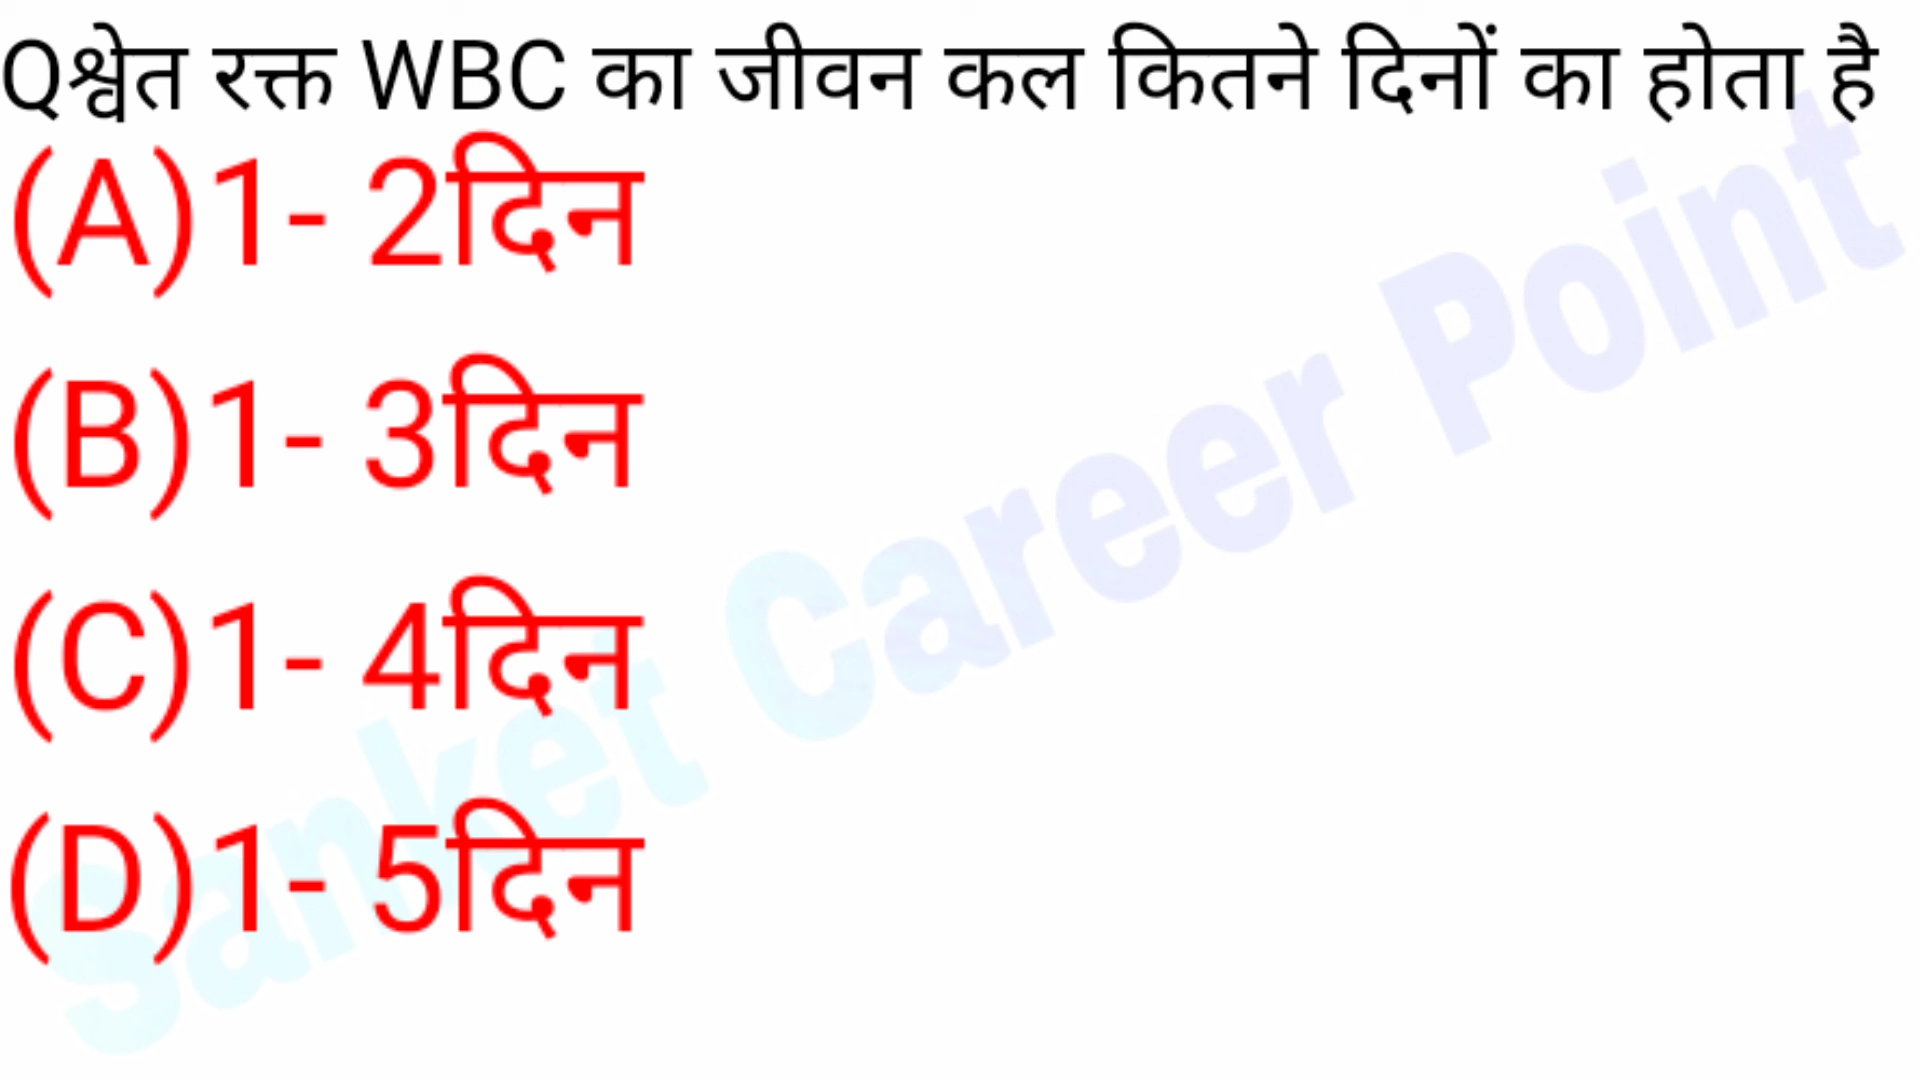 Qश्वेत रक्त WBC का जीवन कल कितने दिनों का होता है
(A)1- 2दिन
(B)1- 3दिन
(C)1- 4दिन
(D)1- 5दिन
Sanket Career Point